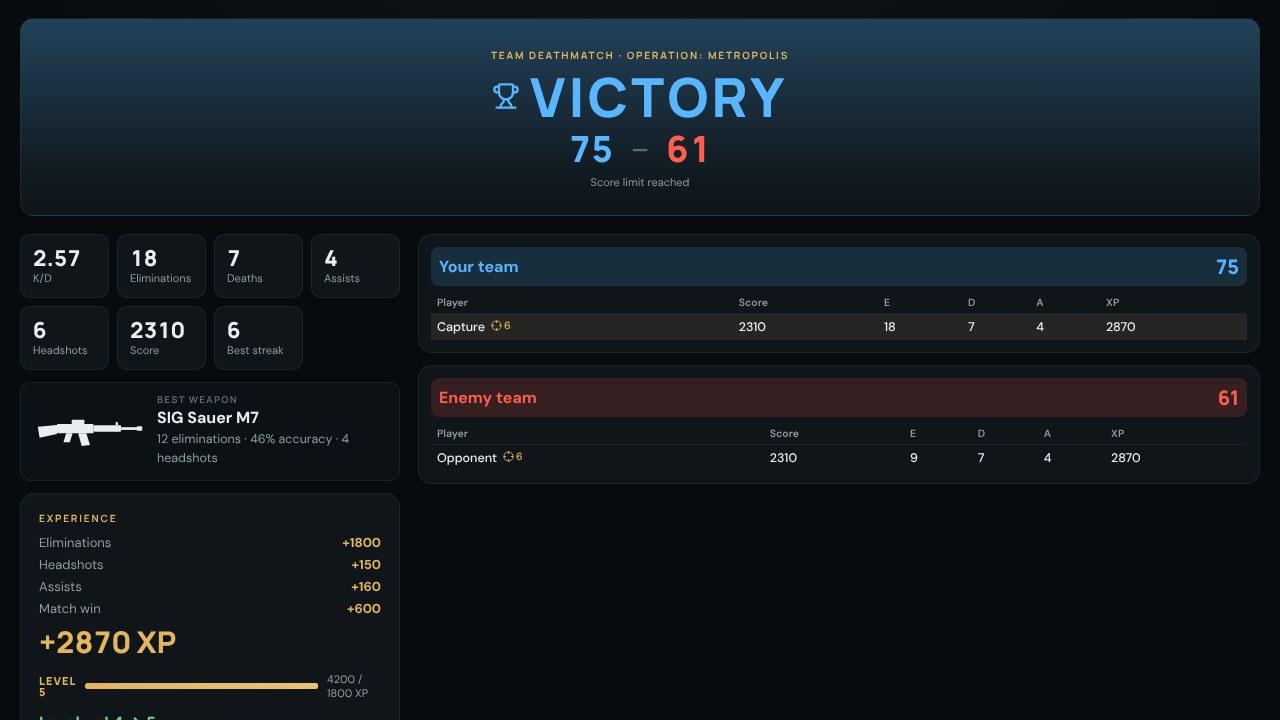 TEAM DEATHMATCH · OPERATION: METROPOLIS
VICTORY
75 – 61
Score limit reached
2.57
K/D
18
Eliminations
7
Deaths
4
Assists
6
Headshots
2310
Score
6
Best streak
BEST WEAPON
SIG Sauer M7
12 eliminations · 46% accuracy · 4
headshots
EXPERIENCE
Eliminations +1800
Headshots +150
Assists +160
Match win +600
+2870 XP
LEVEL
5
4200 /
1800 XP
Your team 75
Player Score E D A XP
Capture 6 2310 18 7 4 2870
Enemy team 61
Player Score E D A XP
Opponent 6 2310 9 7 4 2870